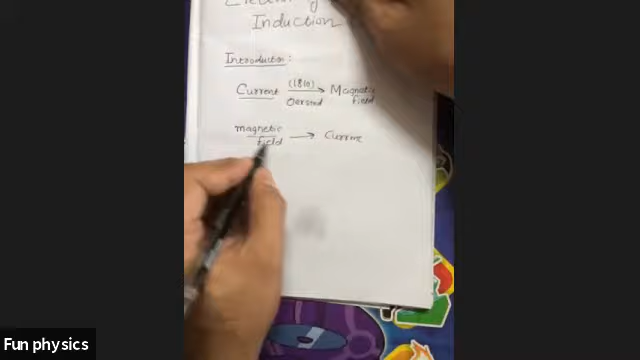 Induction
Introduction:
Current (1820) Oersted → Magnetic Field
magnetic field → Current
Fun physics